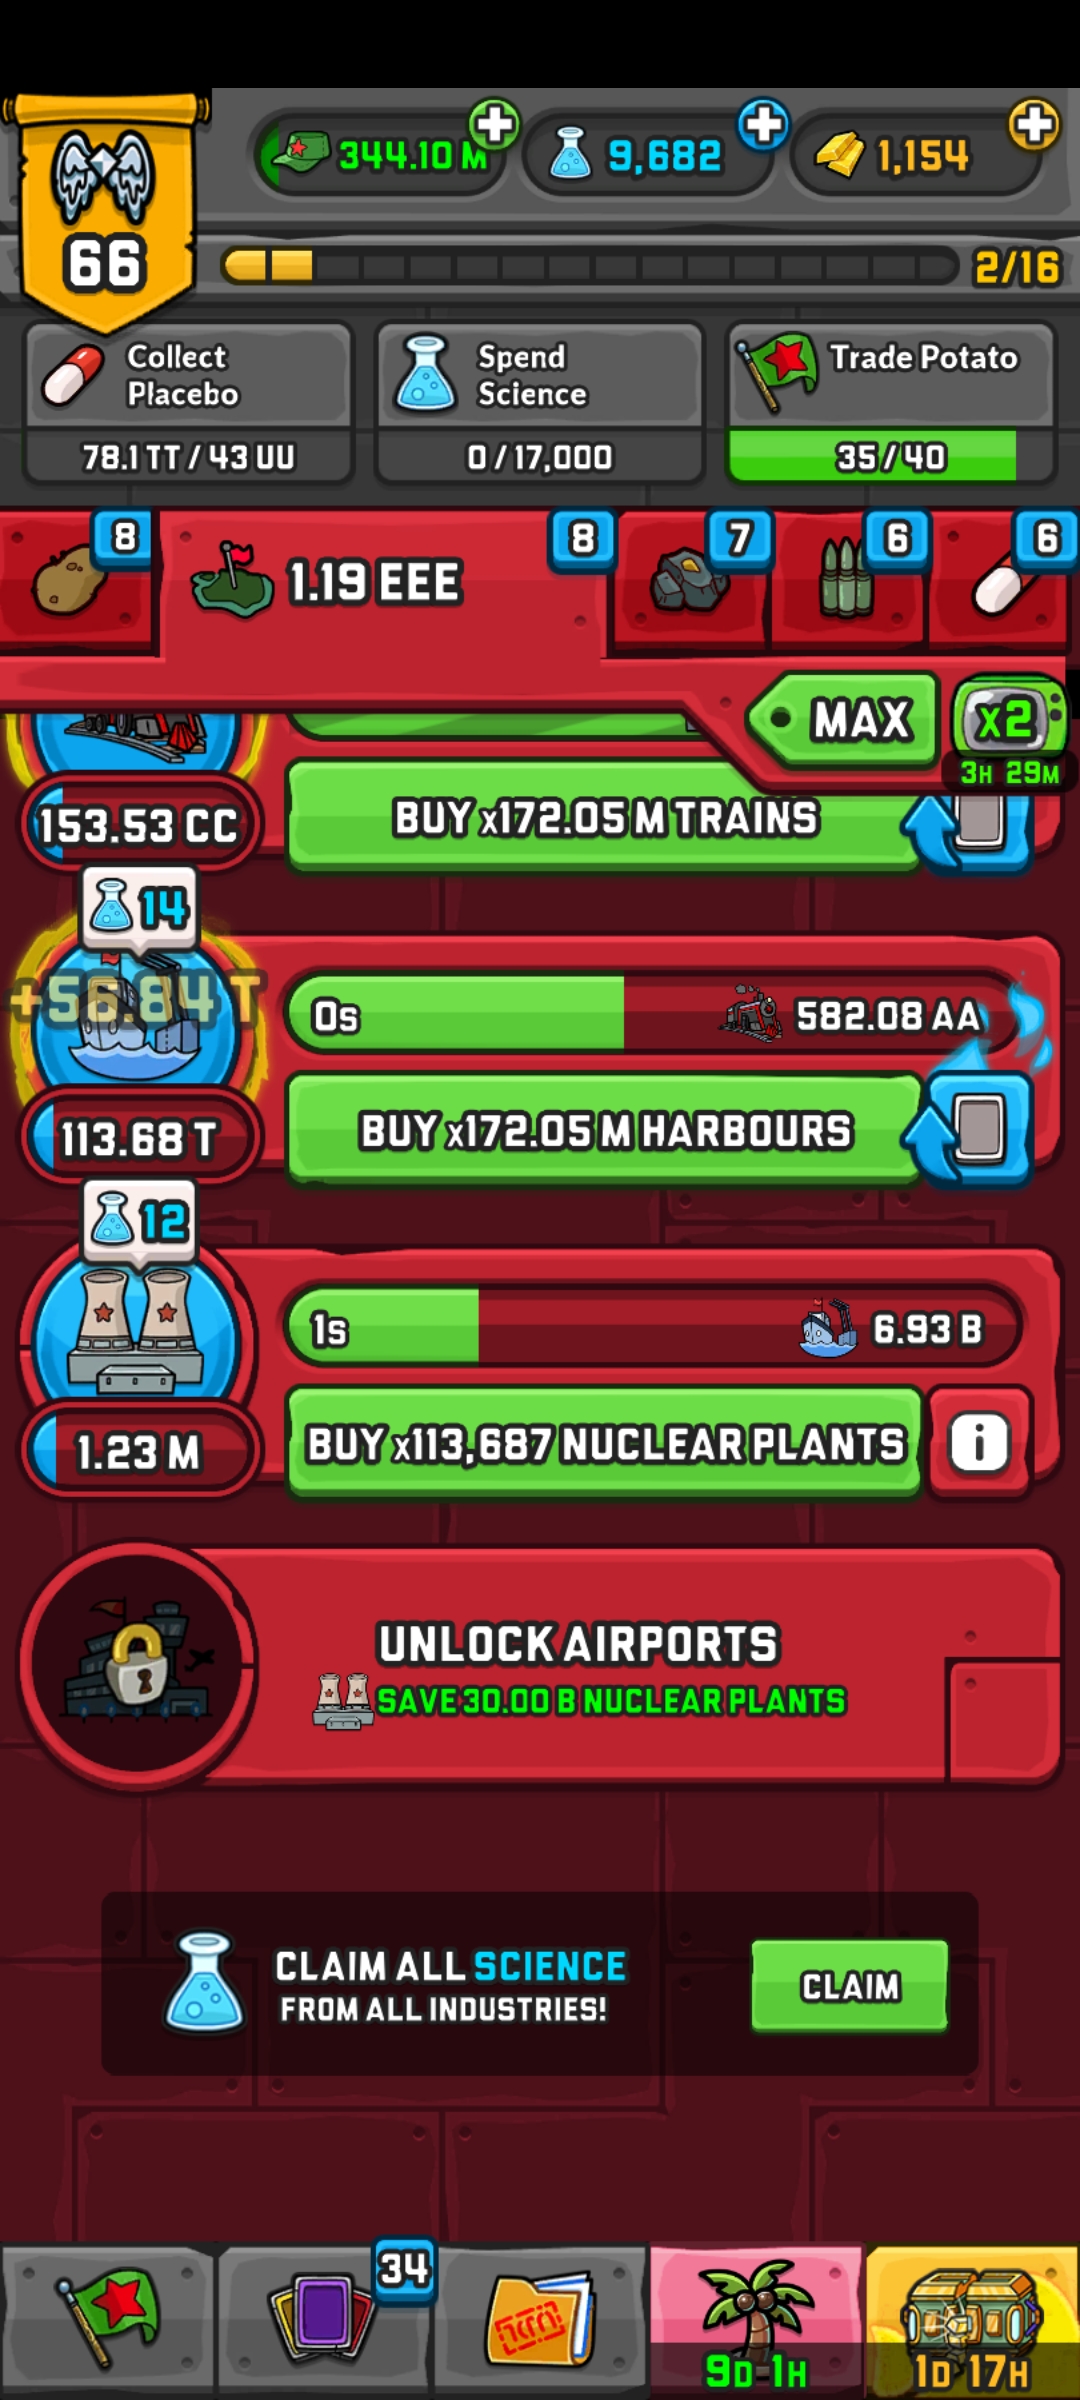 344.10 M
9,682
1,154
66
2/16
Collect
Placebo
78.1 TT / 43 UU
Spend
Science
0 / 17,000
Trade Potato
35 / 40
8
1.19 EEE
8
7
6
6
MAX
x2
3H 29M
153.53 CC
BUY x172.05 M TRAINS
14
+56.84 T
0s
582.08 AA
113.68 T
BUY x172.05 M HARBOURS
12
1s
6.93 B
1.23 M
BUY x113,687 NUCLEAR PLANTS
i
UNLOCK AIRPORTS
SAVE 30.00 B NUCLEAR PLANTS
CLAIM ALL SCIENCE
FROM ALL INDUSTRIES!
CLAIM
34
9D 1H
1D 17H